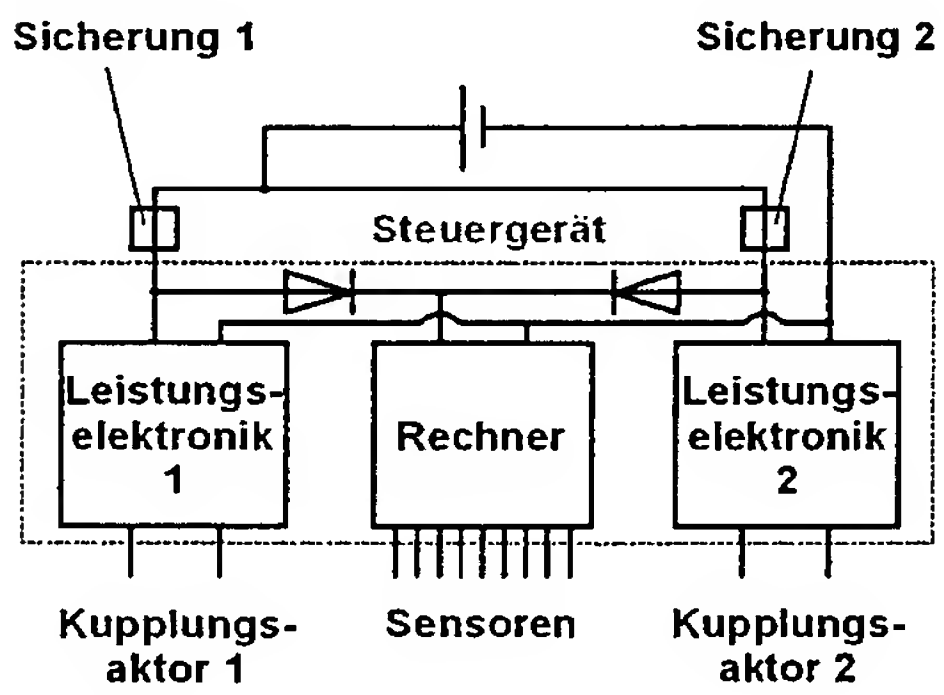 Sicherung 1
Sicherung 2
Steuergerät
Leistungs-
elektronik
1
Rechner
Leistungs-
elektronik
2
Kupplungs-
aktor 1
Sensoren
Kupplungs-
aktor 2